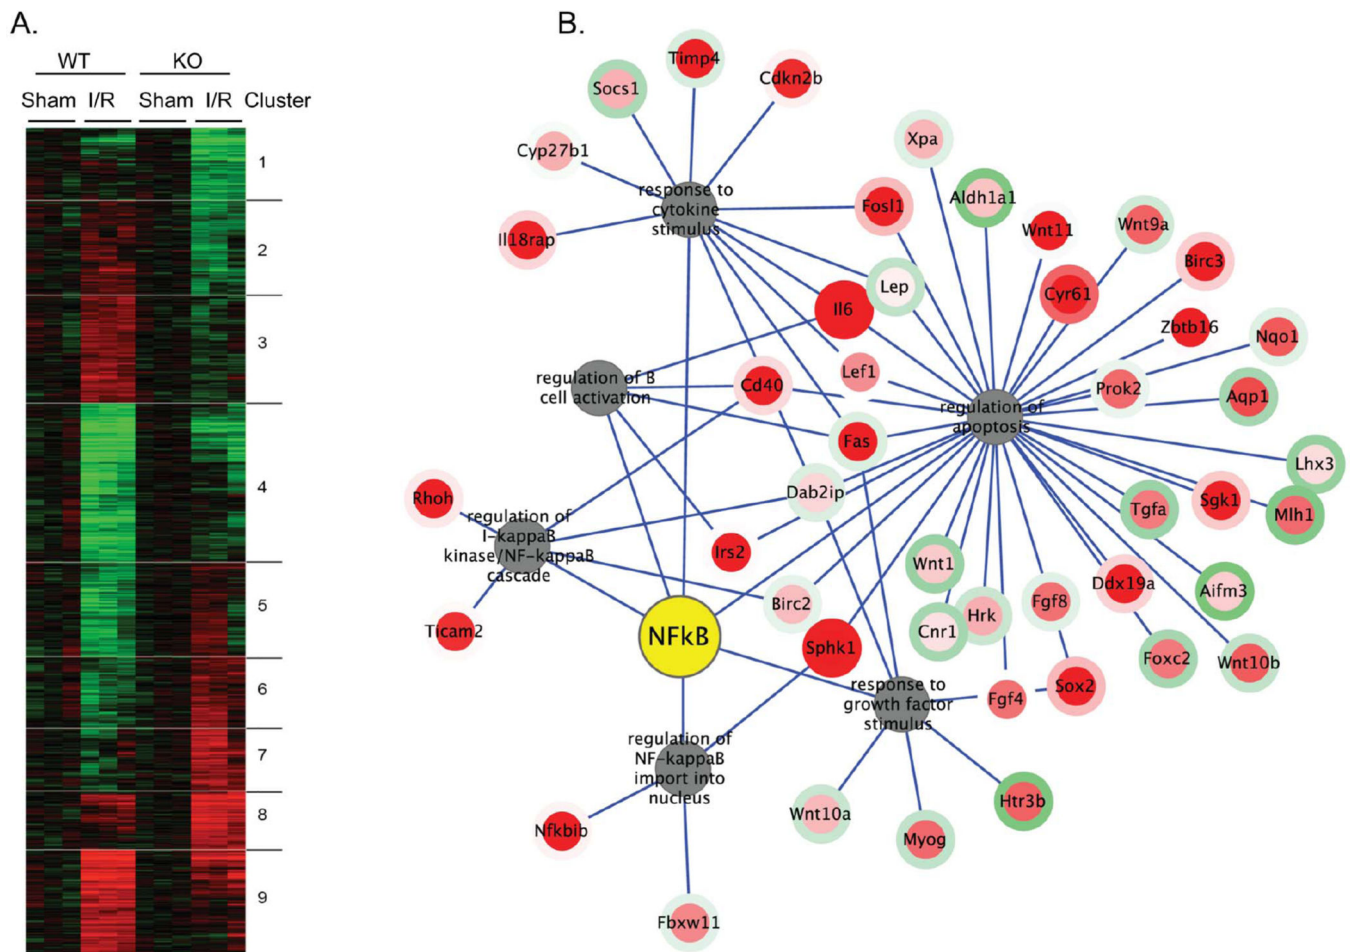 A.
WT KO
Sham I/R Sham I/R Cluster
1
2
3
4
5
6
7
8
9
B.
Timp4
Cdkn2b
Socs1
Cyp27b1
Xpa
Aldh1a1
response to
cytokine
stimulus
Fosl1
Wnt11
Wnt9a
Il18rap
Birc3
Lep
Cyr61
Il6
Zbtb16
Nqo1
Lef1
regulation of B
cell activation
Cd40
Prok2
Aqp1
regulation of
apoptosis
Fas
Lhx3
Rhoh
Dab2ip
Sgk1
Tgfa
Mlh1
regulation of
I-kappaB
kinase/NF-kappaB
cascade
Irs2
Wnt1
Ddx19a
Aifm3
Birc2
Hrk
Fgf8
Ticam2
Cnr1
NFkB
Sphk1
Foxc2
Wnt10b
response to
growth factor
stimulus
Fgf4
Sox2
regulation of
NF-kappaB
import into
nucleus
Htr3b
Wnt10a
Nfkbib
Myog
Fbxw11